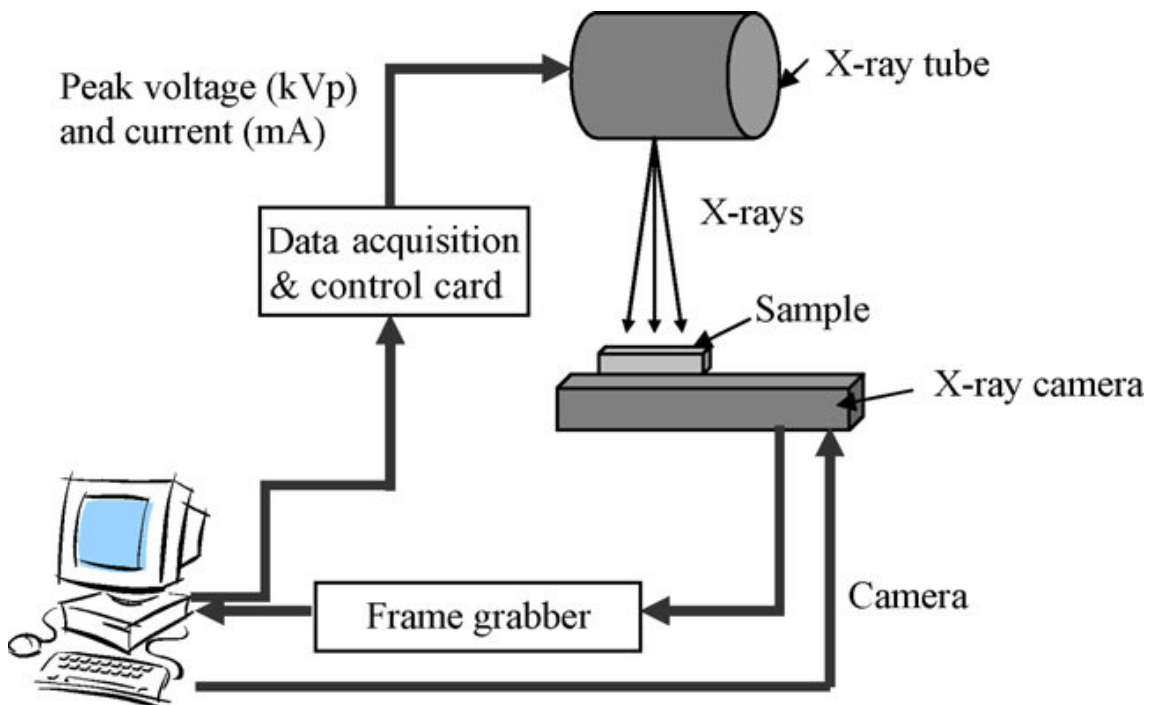 Peak voltage (kVp)
and current (mA)
X-ray tube
X-rays
Data acquisition
& control card
Sample
X-ray camera
Frame grabber
Camera